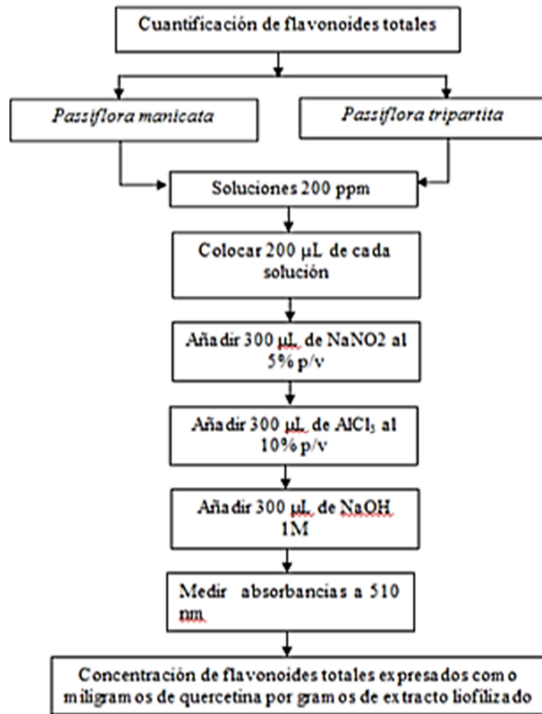 Cuantificación de flavonoides totales
Passiflora manicata
Passiflora tripartita
Soluciones 200 ppm
Colocar 200 µL de cada
solución
Añadir 300 µL de NaNO2 al
5% p/v
Añadir 300 µL de AlCl3 al
10% p/v
Añadir 300 µL de NaOH
1M
Medir absorbancias a 510
nm
Concentración de flavonoides totales expresados como
miligramos de quercetina por gramos de extracto liofilizado